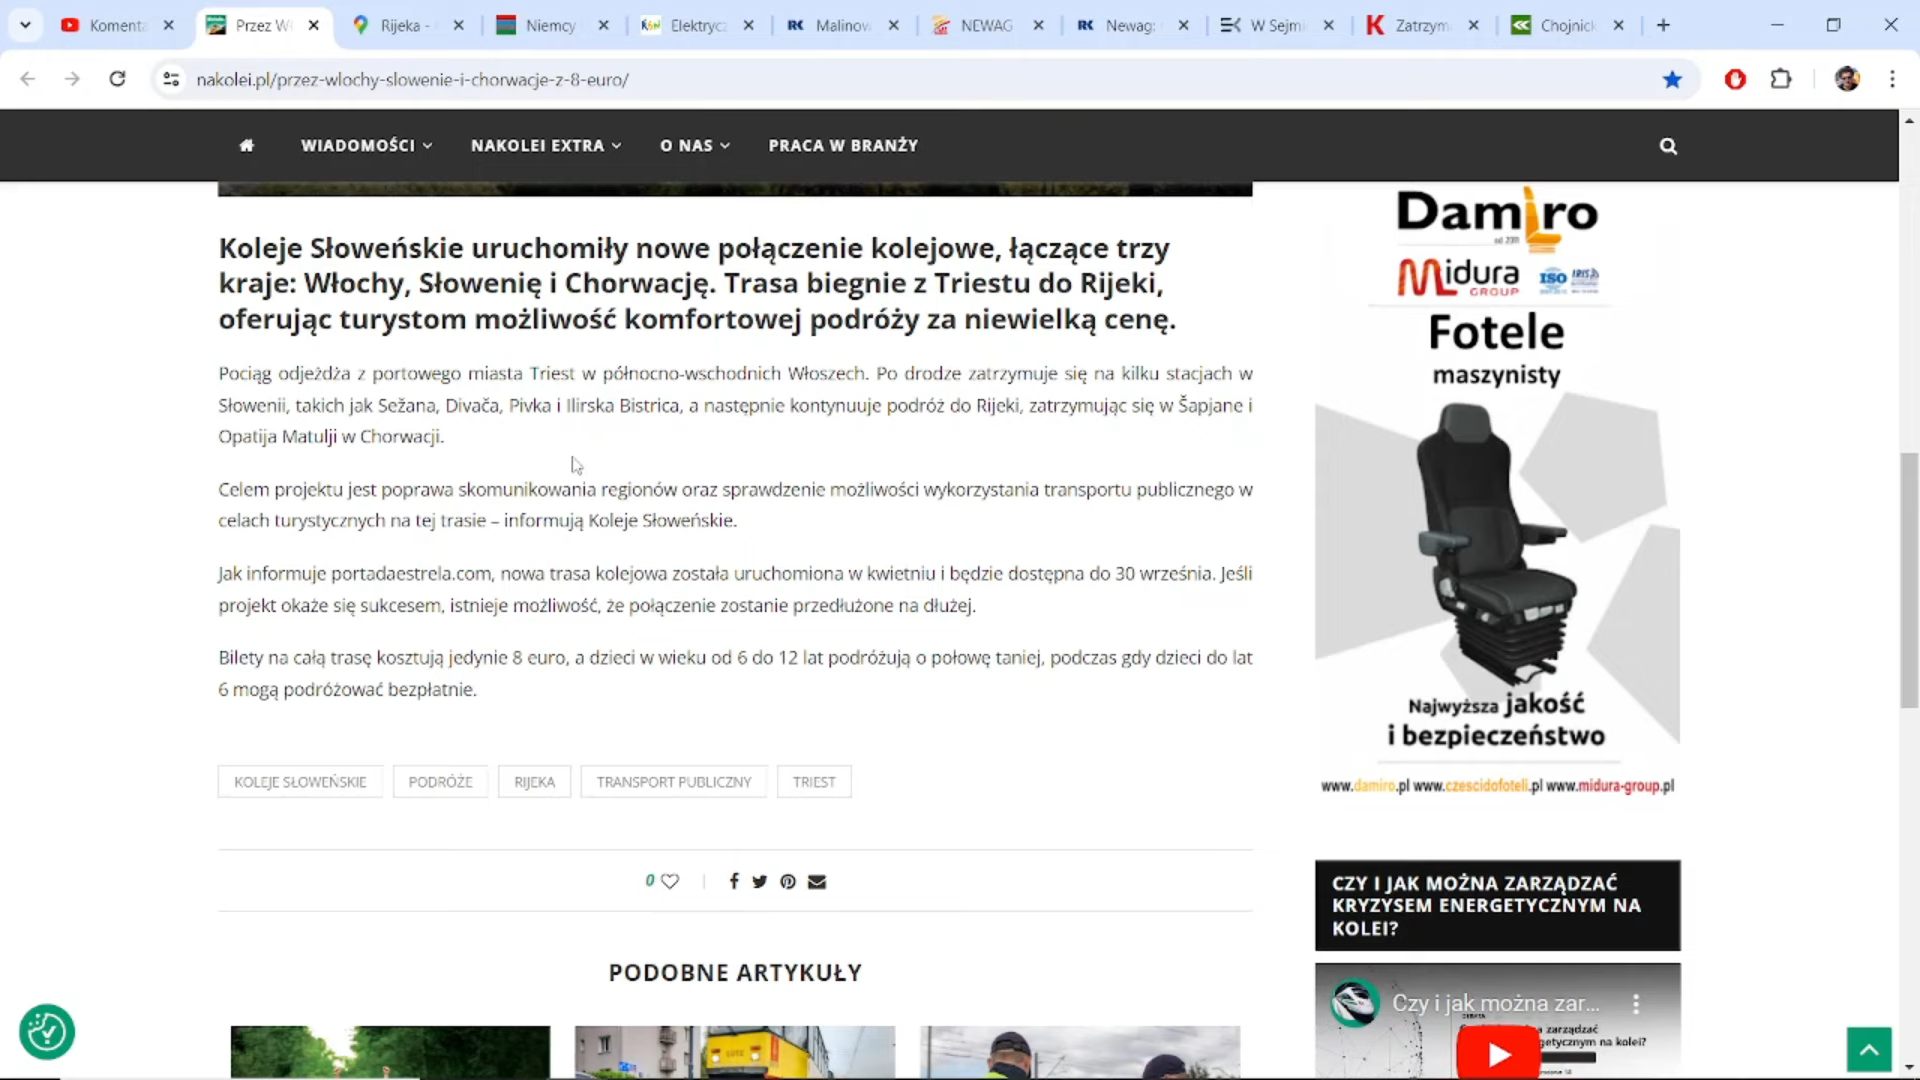 Komenta
Przez Wł
Rijeka -
Niemcy
Elektrycz
Malinow
NEWAG
Newag:
W Sejmi
Zatrzym
Chojnick
nakolei.pl/przez-wlochy-slowenie-i-chorwacje-z-8-euro/
WIADOMOŚCI
NAKOLEI EXTRA
O NAS
PRACA W BRANŻY
Koleje Słoweńskie uruchomiły nowe połączenie kolejowe, łączące trzy
kraje: Włochy, Słowenię i Chorwację. Trasa biegnie z Triestu do Rijeki,
oferując turystom możliwość komfortowej podróży za niewielką cenę.
Pociąg odjeżdża z portowego miasta Triest w północno-wschodnich Włoszech. Po drodze zatrzymuje się na kilku stacjach w
Słowenii, takich jak Sežana, Divača, Pivka i Ilirska Bistrica, a następnie kontynuuje podróż do Rijeki, zatrzymując się w Šapjane i
Opatija Matulji w Chorwacji.
Celem projektu jest poprawa skomunikowania regionów oraz sprawdzenie możliwości wykorzystania transportu publicznego w
celach turystycznych na tej trasie – informują Koleje Słoweńskie.
Jak informuje portadaestrela.com, nowa trasa kolejowa została uruchomiona w kwietniu i będzie dostępna do 30 września. Jeśli
projekt okaże się sukcesem, istnieje możliwość, że połączenie zostanie przedłużone na dłużej.
Bilety na całą trasę kosztują jedynie 8 euro, a dzieci w wieku od 6 do 12 lat podróżują o połowę taniej, podczas gdy dzieci do lat
6 mogą podróżować bezpłatnie.
KOLEJE SŁOWEŃSKIE
PODRÓŻE
RIJEKA
TRANSPORT PUBLICZNY
TRIEST
0
PODOBNE ARTYKUŁY
Damiro
od 2011
Midura
GROUP
ISO
IRIS
Fotele
maszynisty
Najwyższa jakość
i bezpieczeństwo
www.damiro.pl www.czescidofoteli.pl www.midura-group.pl
CZY I JAK MOŻNA ZARZĄDZAĆ
KRYZYSEM ENERGETYCZNYM NA
KOLEI?
Czy i jak można zar...